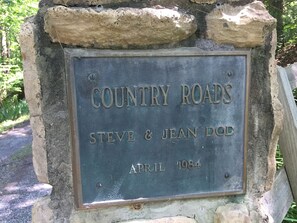 COUNTRY ROADS
STEVE & JEAN DOD
APRIL 1984